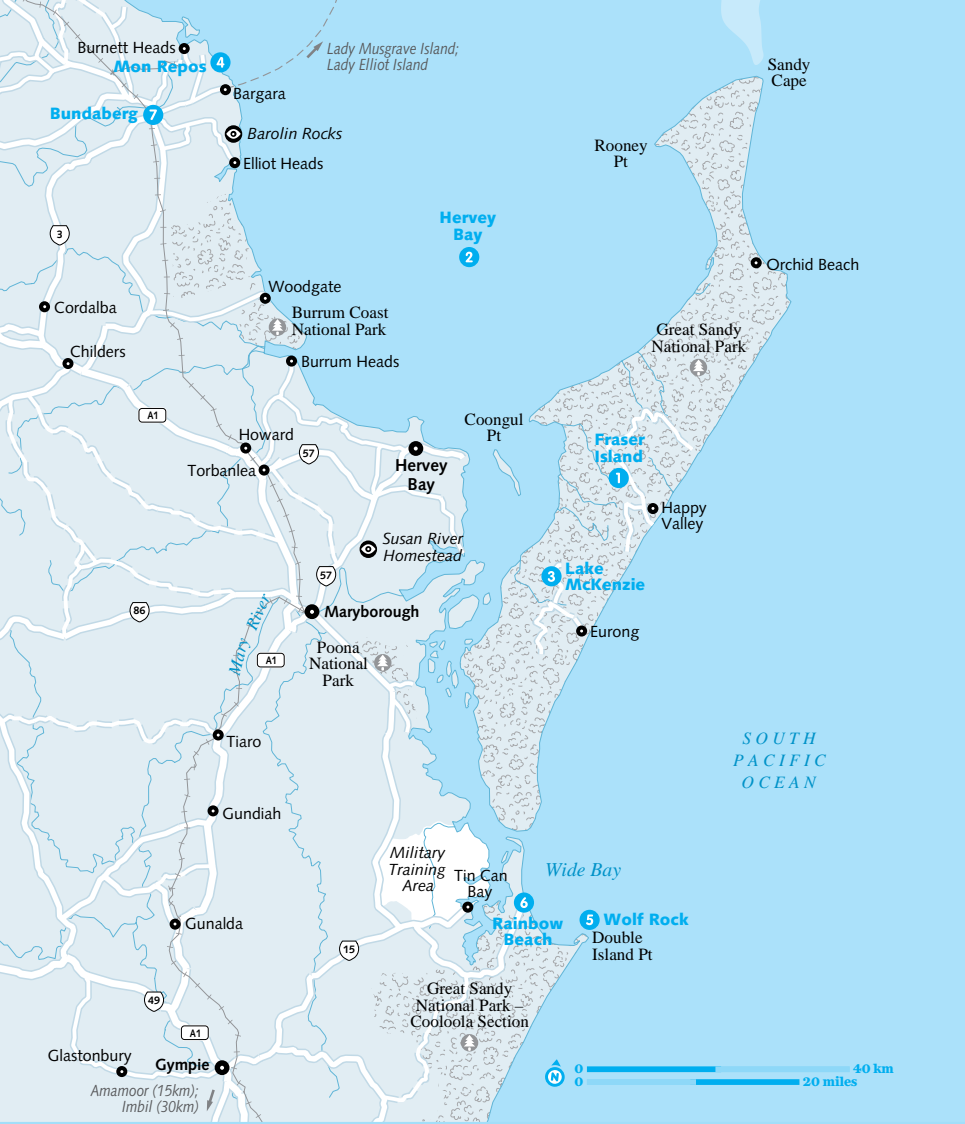 Burnett Heads
Mon Repos
4
Lady Musgrave Island;
Lady Elliot Island
Sandy
Cape
Bargara
Bundaberg
7
Barolin Rocks
Rooney
Pt
Elliot Heads
Hervey
Bay
2
3
Orchid Beach
Woodgate
Cordalba
Burrum Coast
National Park
Great Sandy
National Park
Childers
Burrum Heads
A1
Coongul
Pt
Howard
57
Fraser
Island
1
Torbanlea
Hervey
Bay
Happy
Valley
Susan River
Homestead
57
3
Lake
McKenzie
86
Maryborough
Mary River
Eurong
A1
Poona
National
Park
Tiaro
SOUTH
PACIFIC
OCEAN
Gundiah
Military
Training
Area
Tin Can
Bay
Wide Bay
6
Rainbow
Beach
5
Wolf Rock
Double
Island Pt
Gunalda
15
Great Sandy
National Park –
Cooloola Section
49
A1
Glastonbury
Gympie
Amamoor (15km);
Imbil (30km)
N
0 40 km
0 20 miles